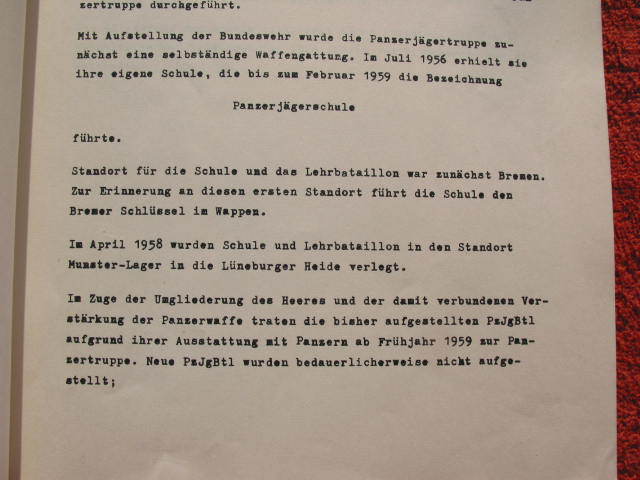 zertruppe durchgeführt.
Mit Aufstellung der Bundeswehr wurde die Panzerjägertruppe zu-
nächst eine selbständige Waffengattung. Im Juli 1956 erhielt sie
ihre eigene Schule, die bis zum Februar 1959 die Bezeichnung
Panzerjägerschule
führte.
Standort für die Schule und das Lehrbataillon war zunächst Bremen.
Zur Erinnerung an diesen ersten Standort führt die Schule den
Bremer Schlüssel im Wappen.
Im April 1958 wurden Schule und Lehrbataillon in den Standort
Munster-Lager in die Lüneburger Heide verlegt.
Im Zuge der Umgliederung des Heeres und der damit verbundenen Ver-
stärkung der Panzerwaffe traten die bisher aufgestellten PzJgBtl
aufgrund ihrer Ausstattung mit Panzern ab Frühjahr 1959 zur Pan-
zertruppe. Neue PzJgBtl wurden bedauerlicherweise nicht aufge-
stellt;